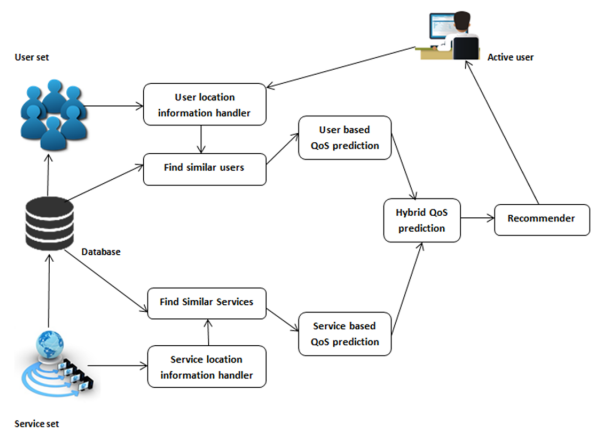 User set
Active user
User location
information handler
User based
QoS prediction
Find similar users
Hybrid QoS
prediction
Recommender
Database
Find Similar Services
Service based
QoS prediction
Service location
information handler
Service set